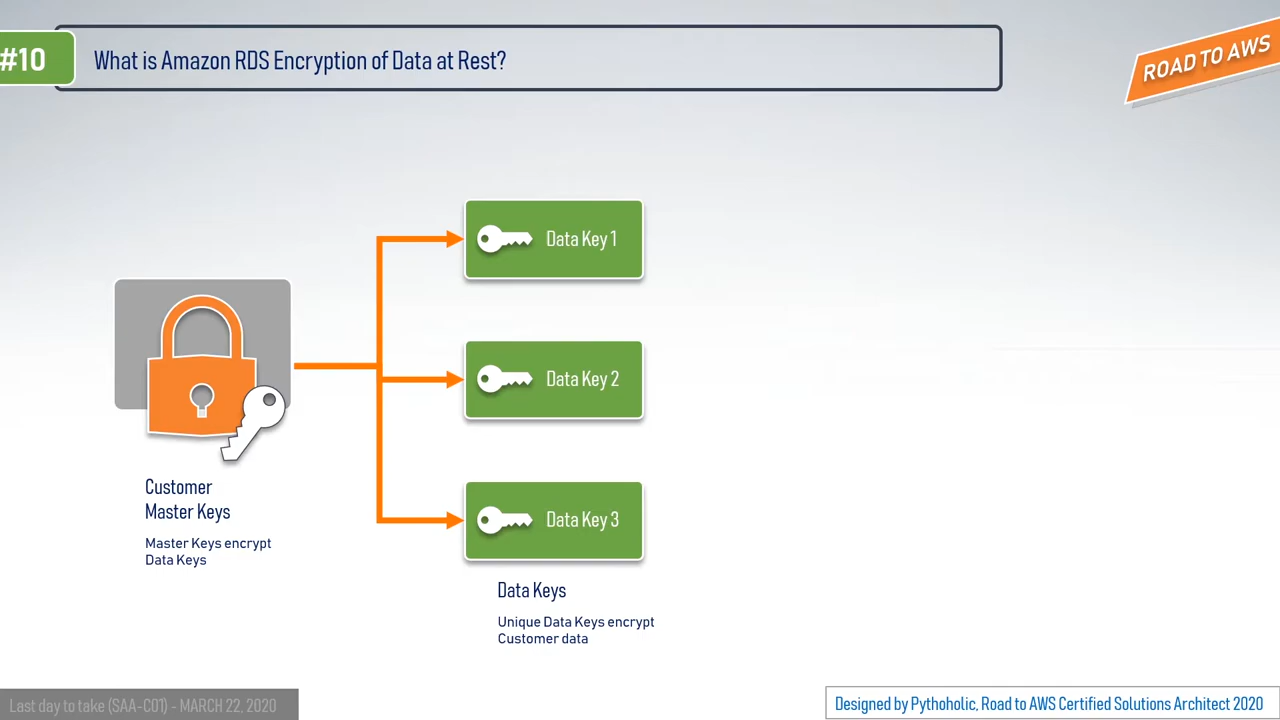 #10
What is Amazon RDS Encryption of Data at Rest?
ROAD TO AWS
Data Key 1
Data Key 2
Data Key 3
Customer
Master Keys
Master Keys encrypt
Data Keys
Data Keys
Unique Data Keys encrypt
Customer data
Last day to take (SAA-C01) - MARCH 22, 2020
Designed by Pythoholic, Road to AWS Certified Solutions Architect 2020